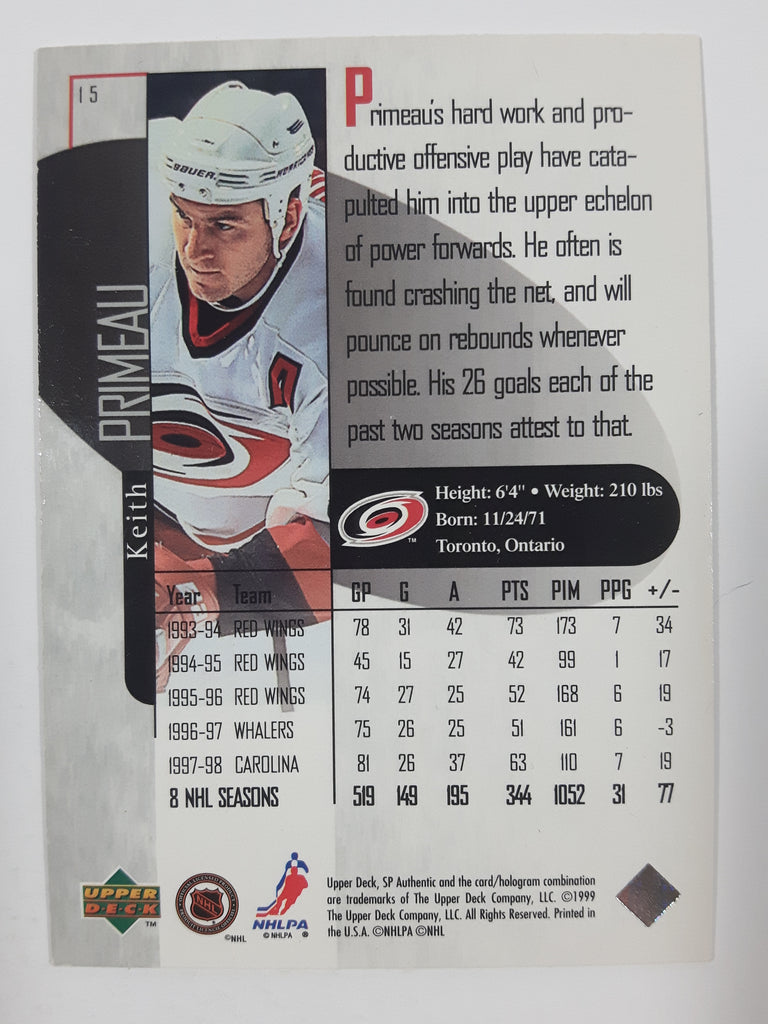 15
Primeau's hard work and pro-
ductive offensive play have cata-
pulted him into the upper echelon
of power forwards. He often is
found crashing the net, and will
pounce on rebounds whenever
possible. His 26 goals each of the
past two seasons attest to that.
BAUER
Keith PRIMEAU
Height: 6'4" • Weight: 210 lbs
Born: 11/24/71
Toronto, Ontario
TM
Year Team GP G A PTS PIM PPG +/-
1993-94 RED WINGS 78 31 42 73 173 7 34
1994-95 RED WINGS 45 15 27 42 99 1 17
1995-96 RED WINGS 74 27 25 52 168 6 19
1996-97 WHALERS 75 26 25 51 161 6 -3
1997-98 CAROLINA 81 26 37 63 110 7 19
8 NHL SEASONS 519 149 195 344 1052 31 77
UPPER
D·E·C·K
TM
NHL
©NHL
NHLPA
© NHLPA ®
Upper Deck, SP Authentic and the card/hologram combination
are trademarks of The Upper Deck Company, LLC. ©1999
The Upper Deck Company, LLC. All Rights Reserved. Printed in
the U.S.A. ©NHLPA ©NHL